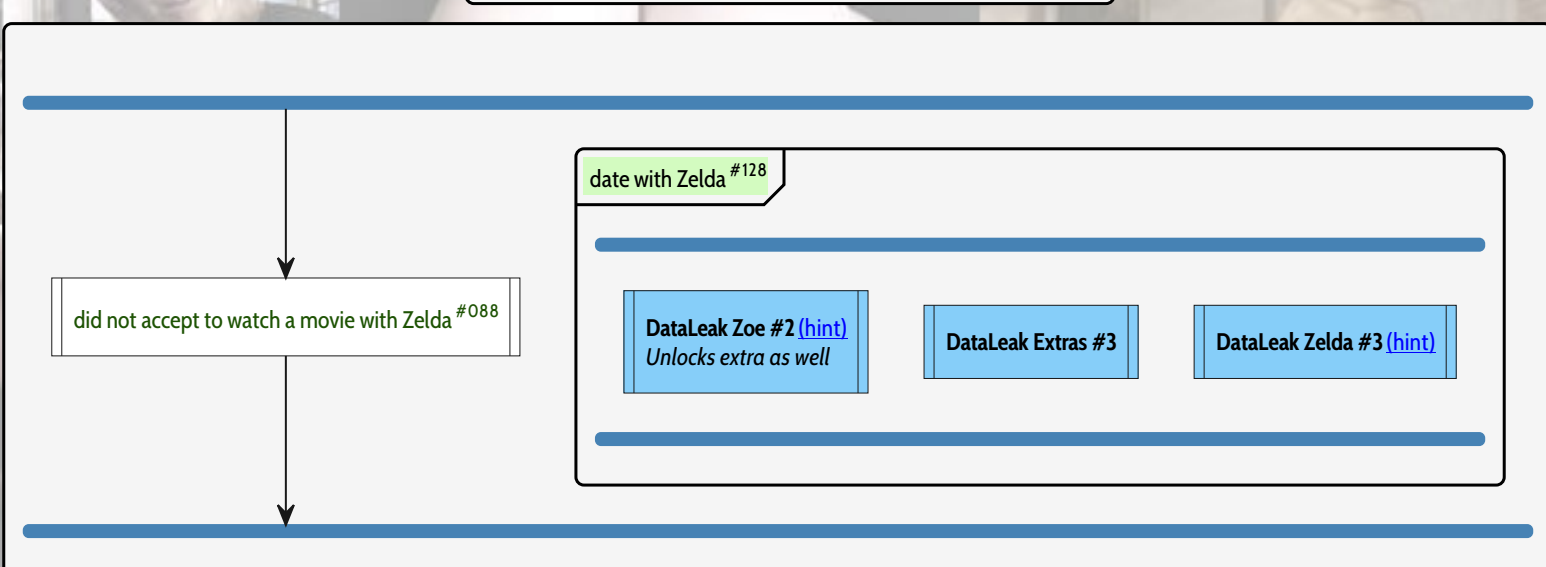 date with Zelda #128
did not accept to watch a movie with Zelda #088
DataLeak Zoe #2 (hint)
Unlocks extra as well
DataLeak Extras #3
DataLeak Zelda #3 (hint)